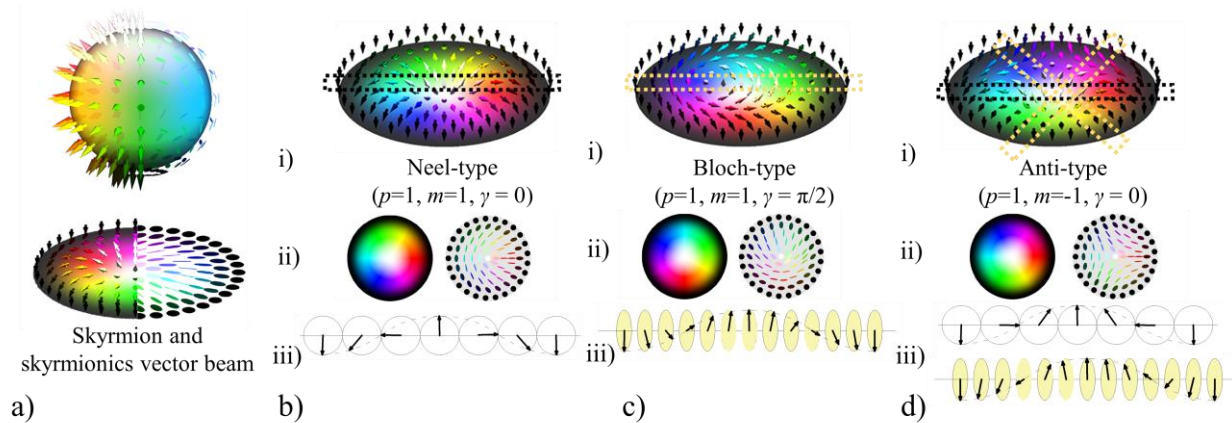 Skyrmion and
skyrmionics vector beam
a)
i)
Neel-type
(p=1, m=1, γ = 0)
ii)
iii)
b)
i)
Bloch-type
(p=1, m=1, γ = π/2)
ii)
iii)
c)
i)
Anti-type
(p=1, m=-1, γ = 0)
ii)
iii)
d)